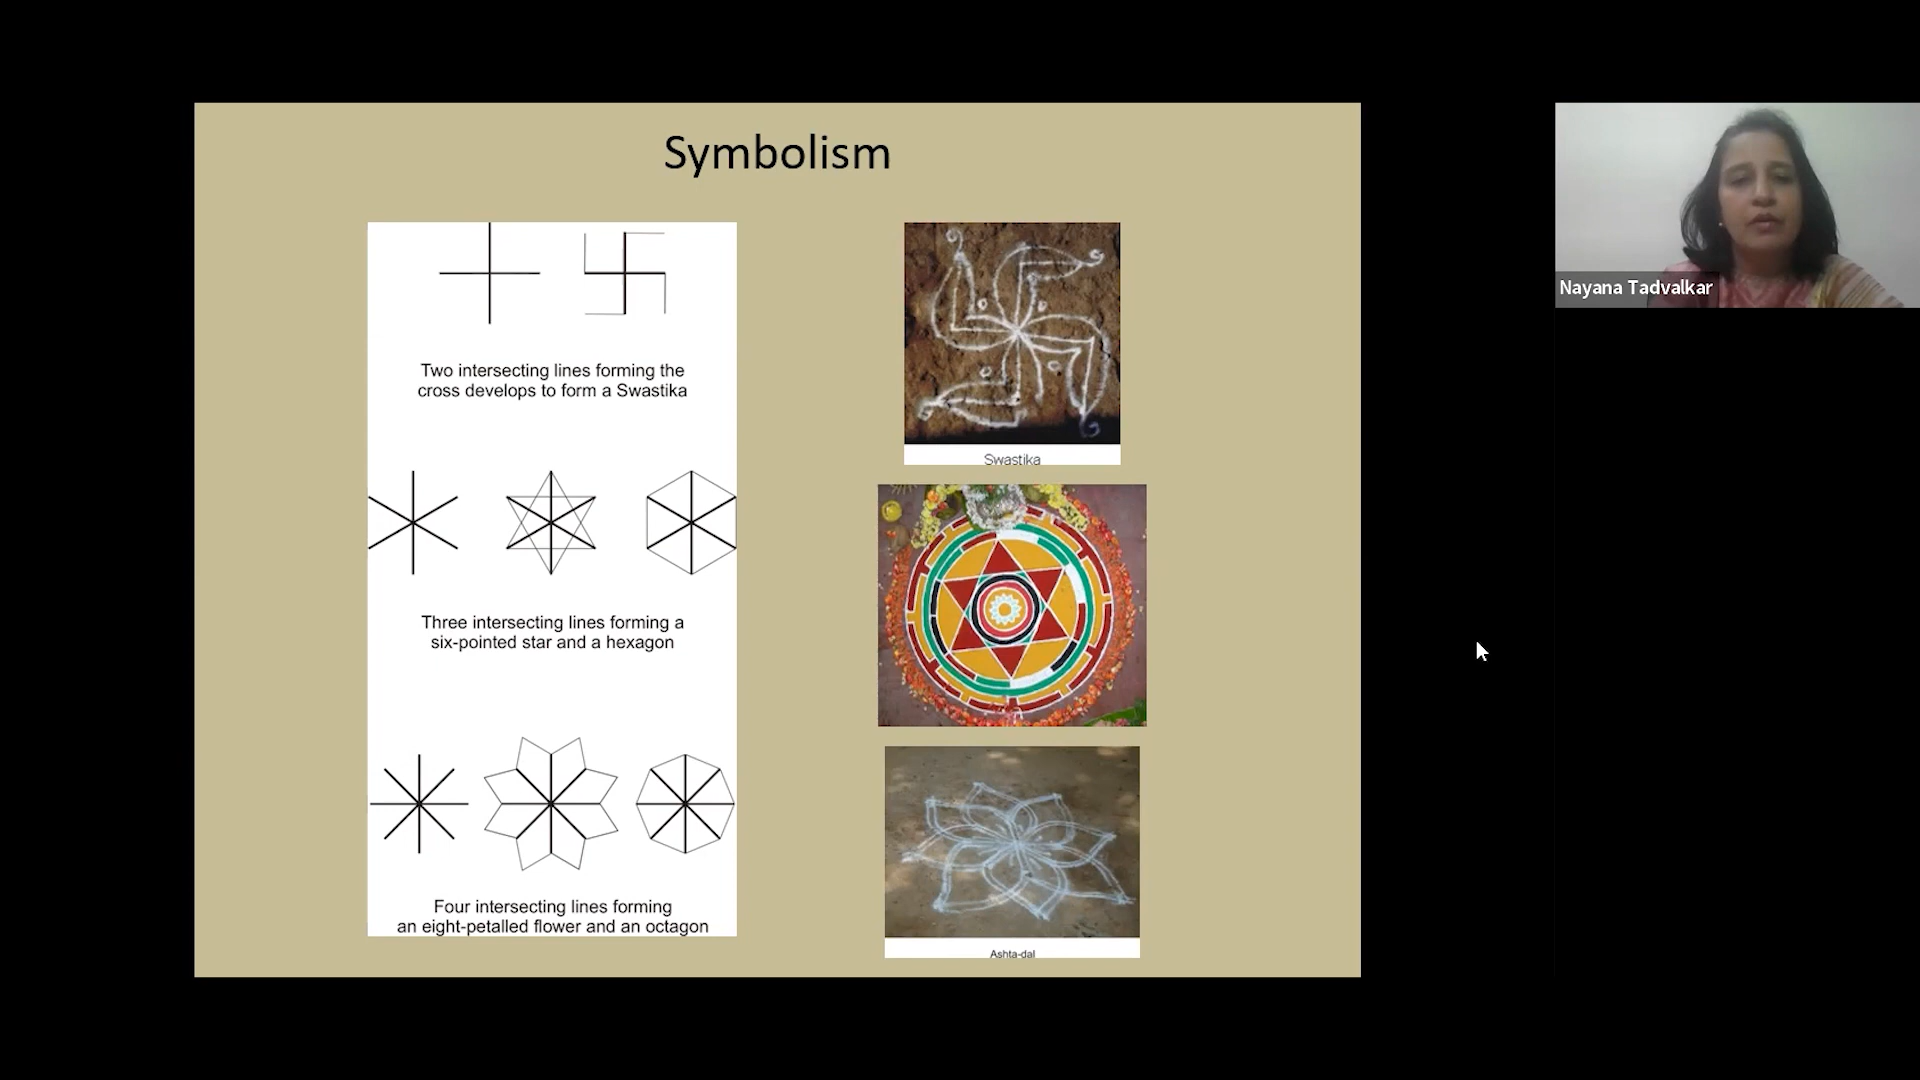 Symbolism
Two intersecting lines forming the
cross develops to form a Swastika
Three intersecting lines forming a
six-pointed star and a hexagon
Four intersecting lines forming
an eight-petalled flower and an octagon
Swastika
Ashta-dal
Nayana Tadvalkar